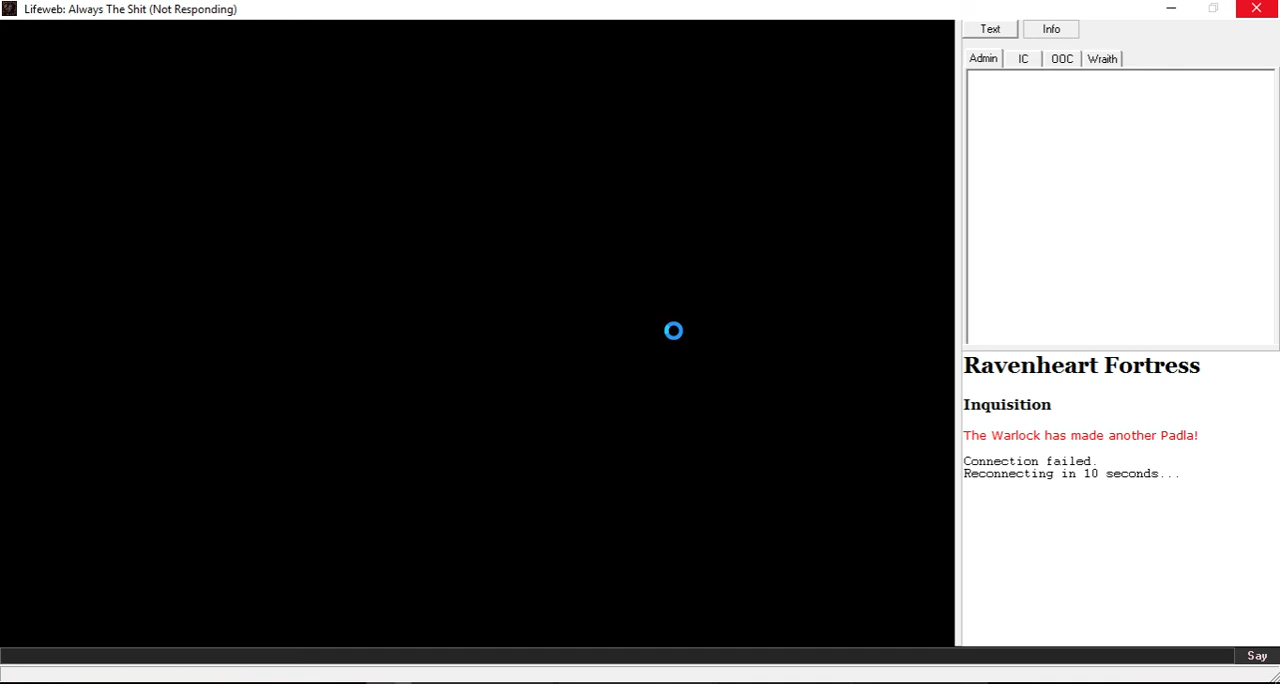 Lifeweb: Always The Shit (Not Responding)
Text Info
Admin IC OOC Wraith
Ravenheart Fortress
Inquisition
The Warlock has made another Padla!
Connection failed.
Reconnecting in 10 seconds...
Say